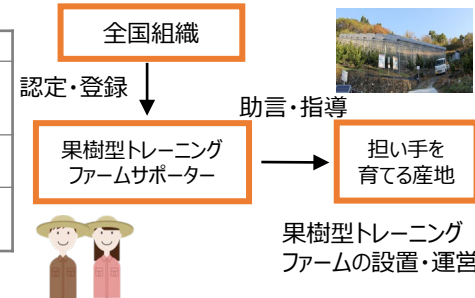 全国組織
認定・登録
助言・指導
果樹型トレーニング
ファームサポーター
担い手を
育てる産地
果樹型トレーニング
ファームの設置・運営